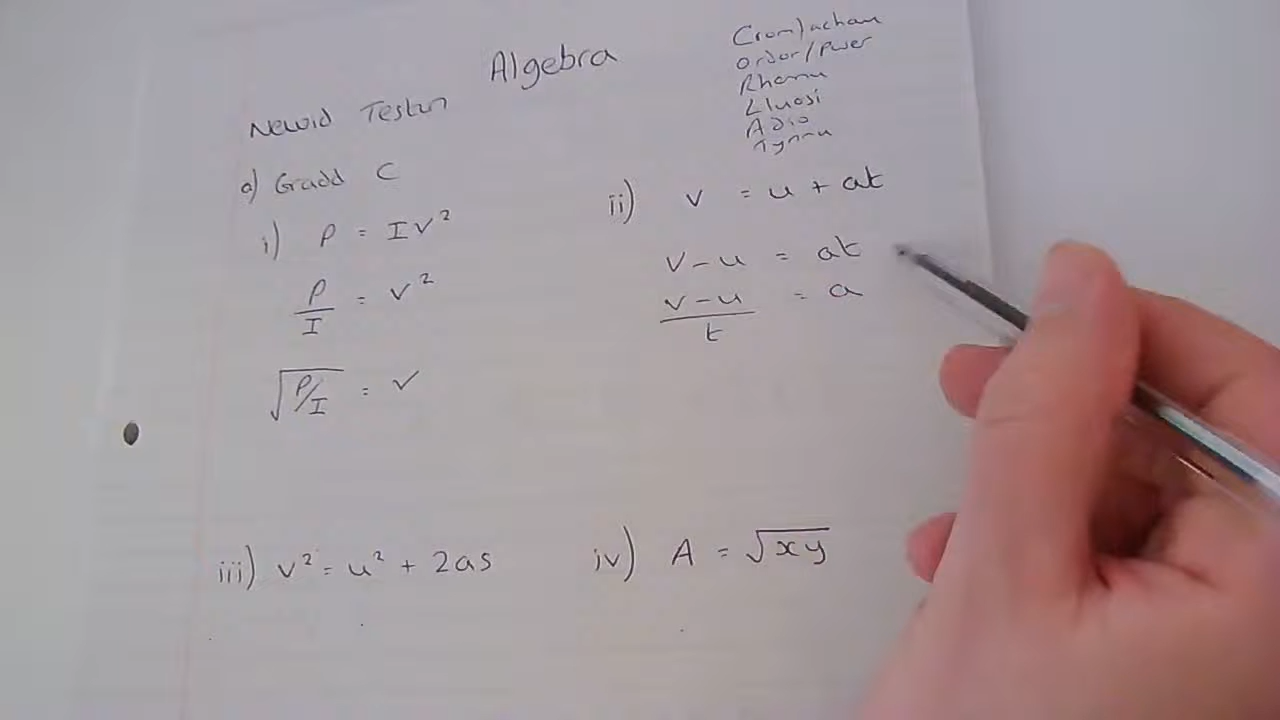 Algebra
Cromfachau
ordor/pwer
Rhannu
Lluosi
Adio
Tynnu
Newid Testun
a) Gradd C
i) P = IV²
P/I = V²
√P/I = V
ii) v = u + at
v - u = at
v - u / t = a
iii) v² = u² + 2as
iv) A = √xy